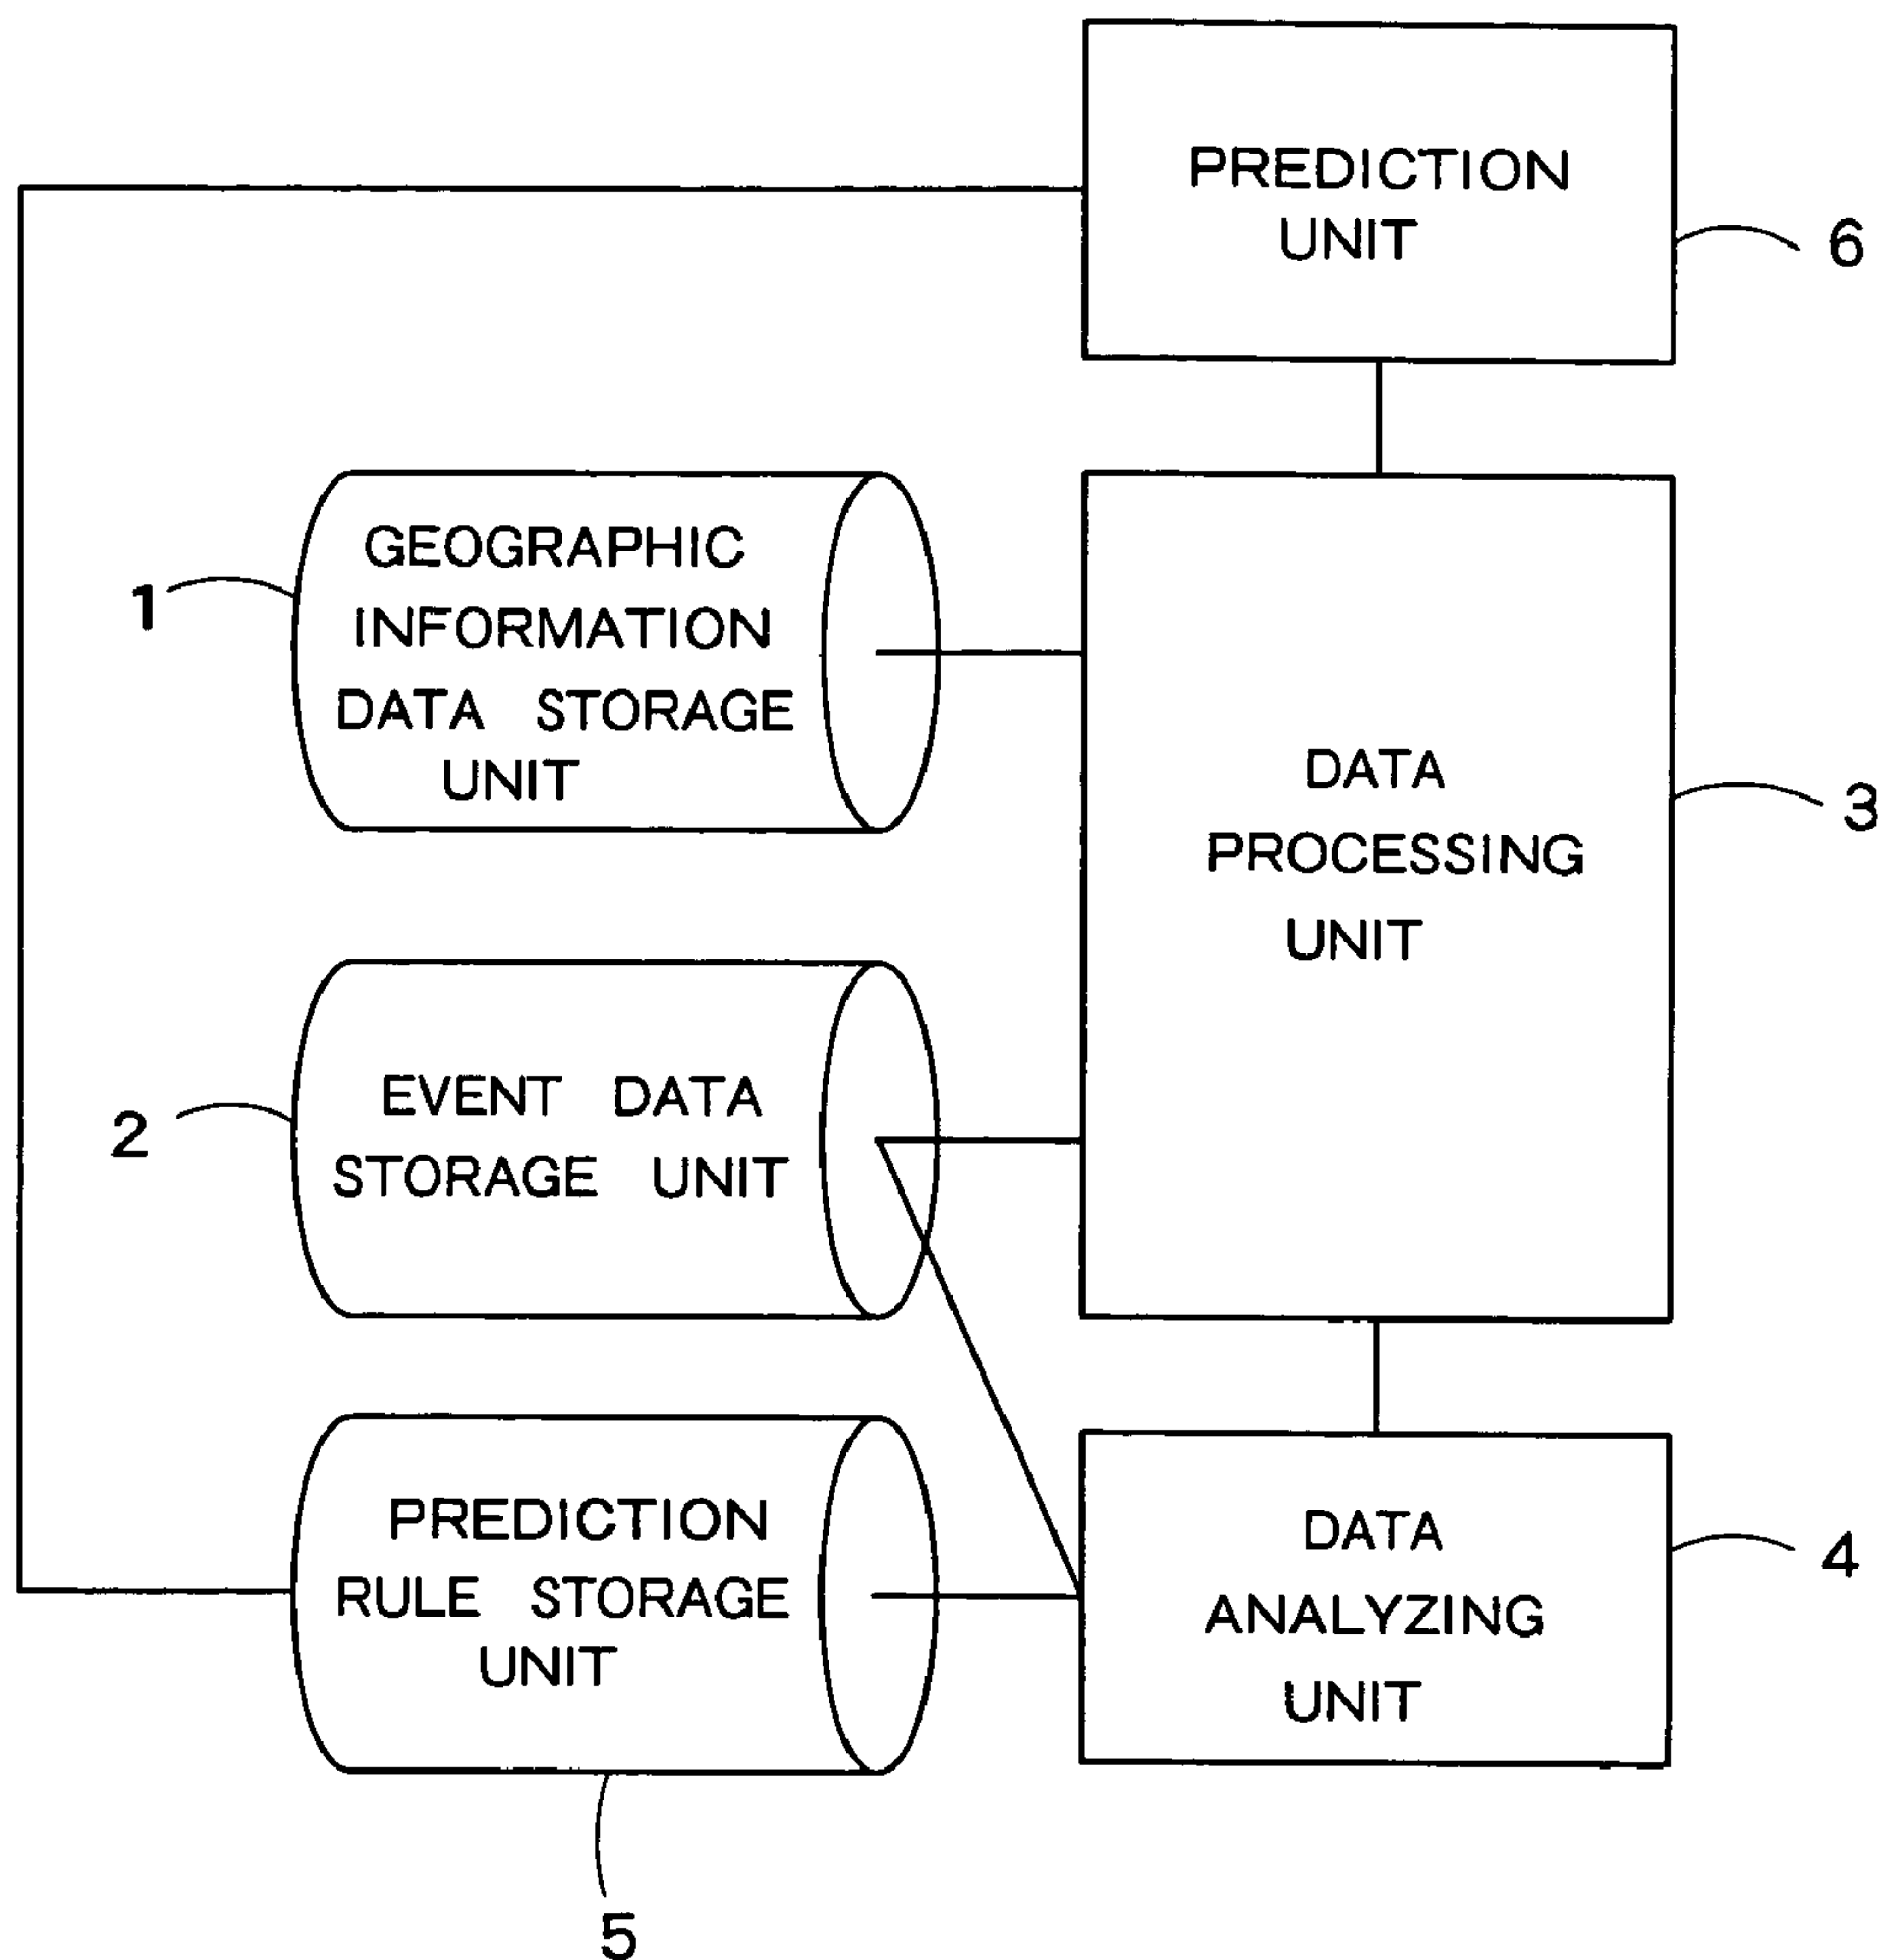 PREDICTION
UNIT
6
1
GEOGRAPHIC
INFORMATION
DATA STORAGE
UNIT
DATA
PROCESSING
UNIT
3
2
EVENT DATA
STORAGE UNIT
PREDICTION
RULE STORAGE
UNIT
5
DATA
ANALYZING
UNIT
4